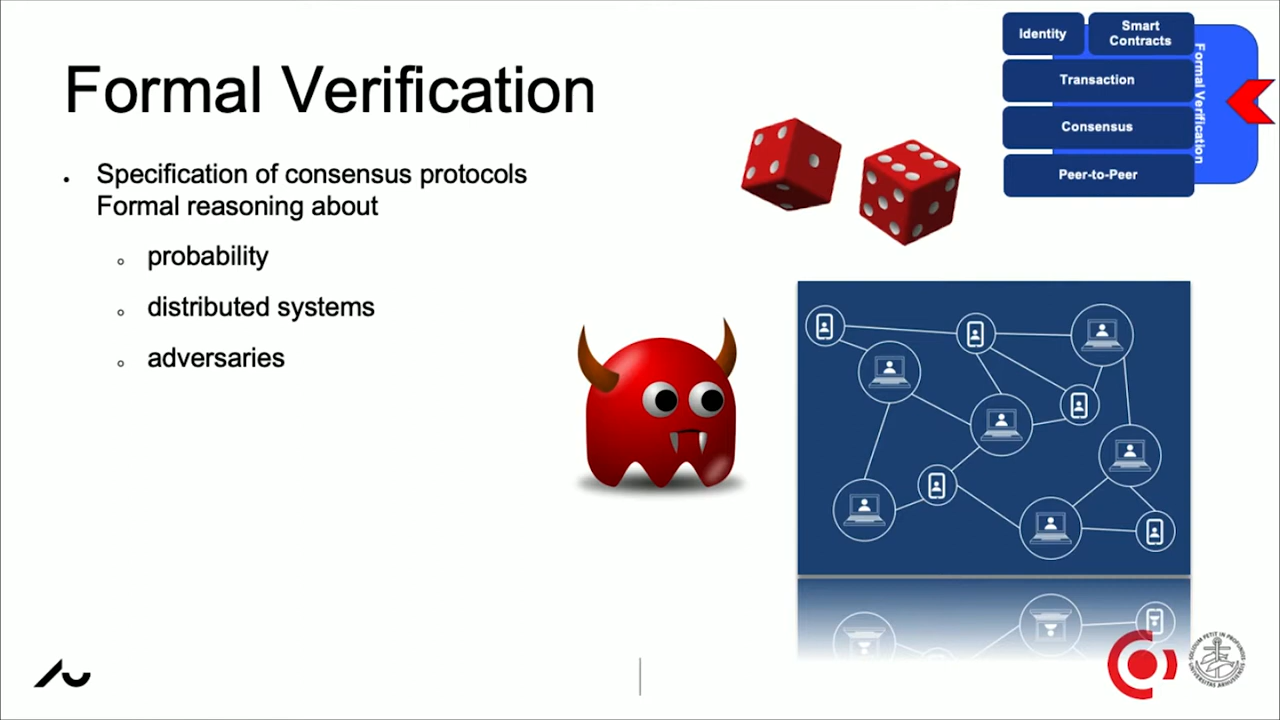 Formal Verification
Specification of consensus protocols
Formal reasoning about
probability
distributed systems
adversaries
Identity
Smart
Contracts
Transaction
Consensus
Peer-to-Peer
Formal Verification